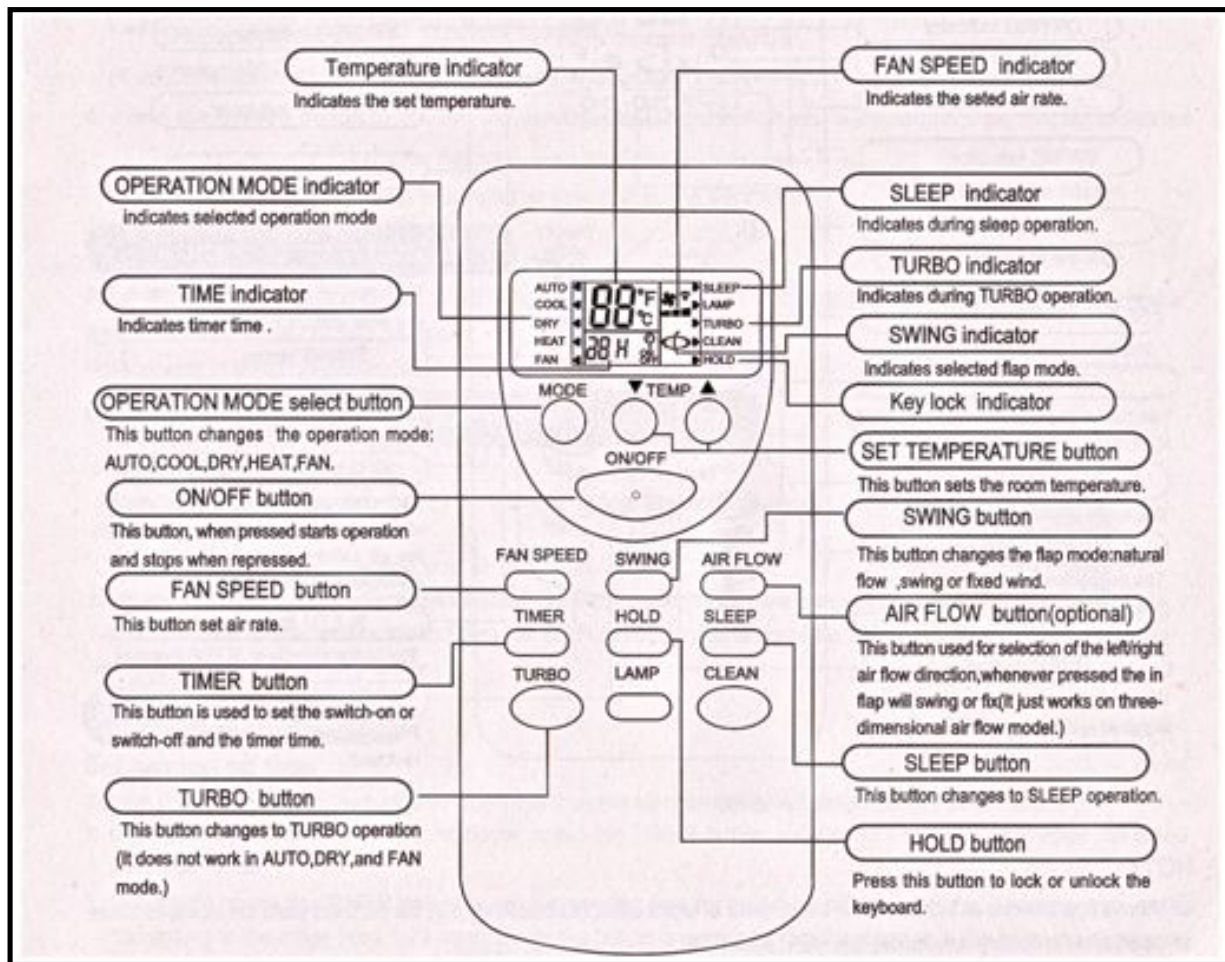 Temperature indicator
Indicates the set temperature.
FAN SPEED indicator
Indicates the seted air rate.
OPERATION MODE indicator
indicates selected operation mode
TIME indicator
Indicates timer time .
OPERATION MODE select button
This button changes the operation mode:
AUTO,COOL,DRY,HEAT,FAN.
ON/OFF button
This button, when pressed starts operation
and stops when repressed.
FAN SPEED button
This button set air rate.
TIMER button
This button is used to set the switch-on or
switch-off and the timer time.
TURBO button
This button changes to TURBO operation
(It does not work in AUTO,DRY,and FAN
mode.)
AUTO
COOL
DRY
HEAT
FAN
°F
°C
H
SLEEP
LAMP
TURBO
CLEAN
HOLD
MODE
▼ TEMP ▲
ON/OFF
FAN SPEED SWING AIR FLOW
TIMER HOLD SLEEP
TURBO LAMP CLEAN
SLEEP indicator
Indicates during sleep operation.
TURBO indicator
Indicates during TURBO operation.
SWING indicator
Indicates selected flap mode.
Key lock indicator
SET TEMPERATURE button
This button sets the room temperature.
SWING button
This button changes the flap mode:natural
flow ,swing or fixed wind.
AIR FLOW button(optional)
This button used for selection of the left/right
air flow direction,whenever pressed the in
flap will swing or fix(It just works on three-
dimensional air flow model.)
SLEEP button
This button changes to SLEEP operation.
HOLD button
Press this button to lock or unlock the
keyboard.